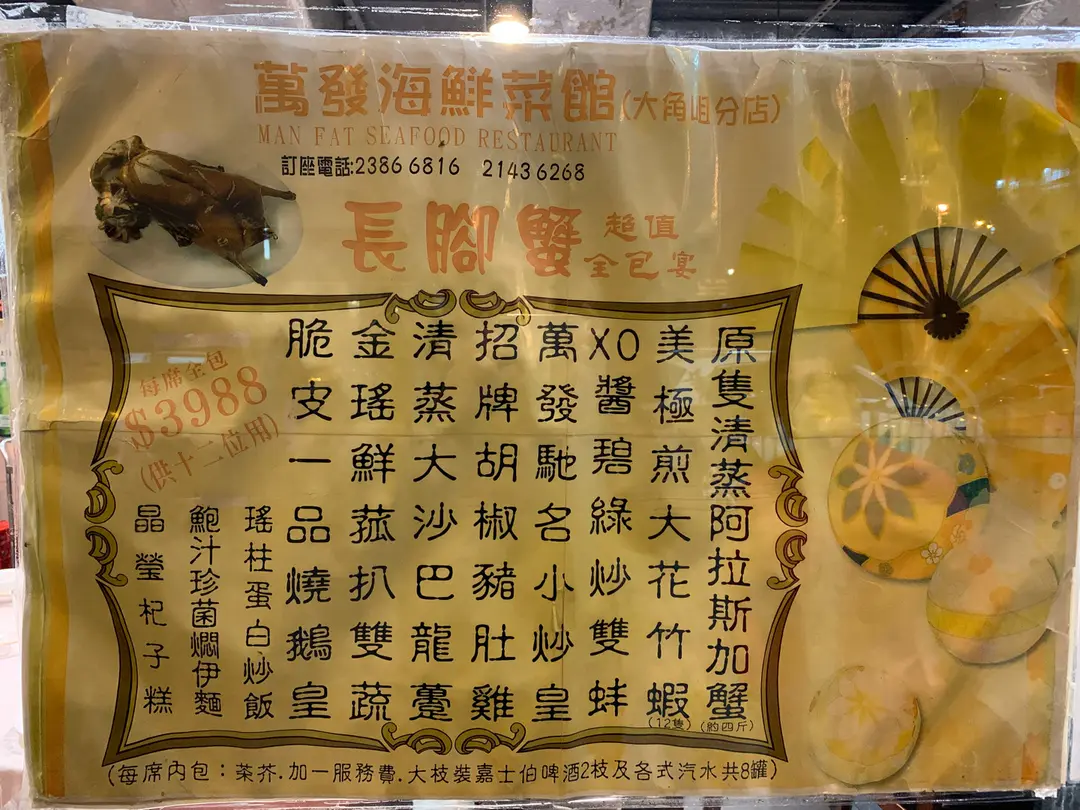 萬發海鮮菜館(大角咀分店)
MAN FAT SEAFOOD RESTAURANT
訂座電話:2386 6816 2143 6268
長腳蟹
超值
全包宴
原隻清蒸阿拉斯加蟹
(約四斤)
美極煎大花竹蝦
(12隻)
XO醬碧綠炒雙蚌
萬發馳名小炒皇
招牌胡椒豬肚雞
清蒸大沙巴龍躉
金瑤鮮菰扒雙蔬
脆皮一品燒鵝皇
瑤柱蛋白炒飯
鮑汁珍菌燜伊麵
晶瑩杞子糕
每席全包
$3988
(供十二位用)
(每席內包：茶芥.加一服務費.大枝裝嘉士伯啤酒2枝及各式汽水共8罐)